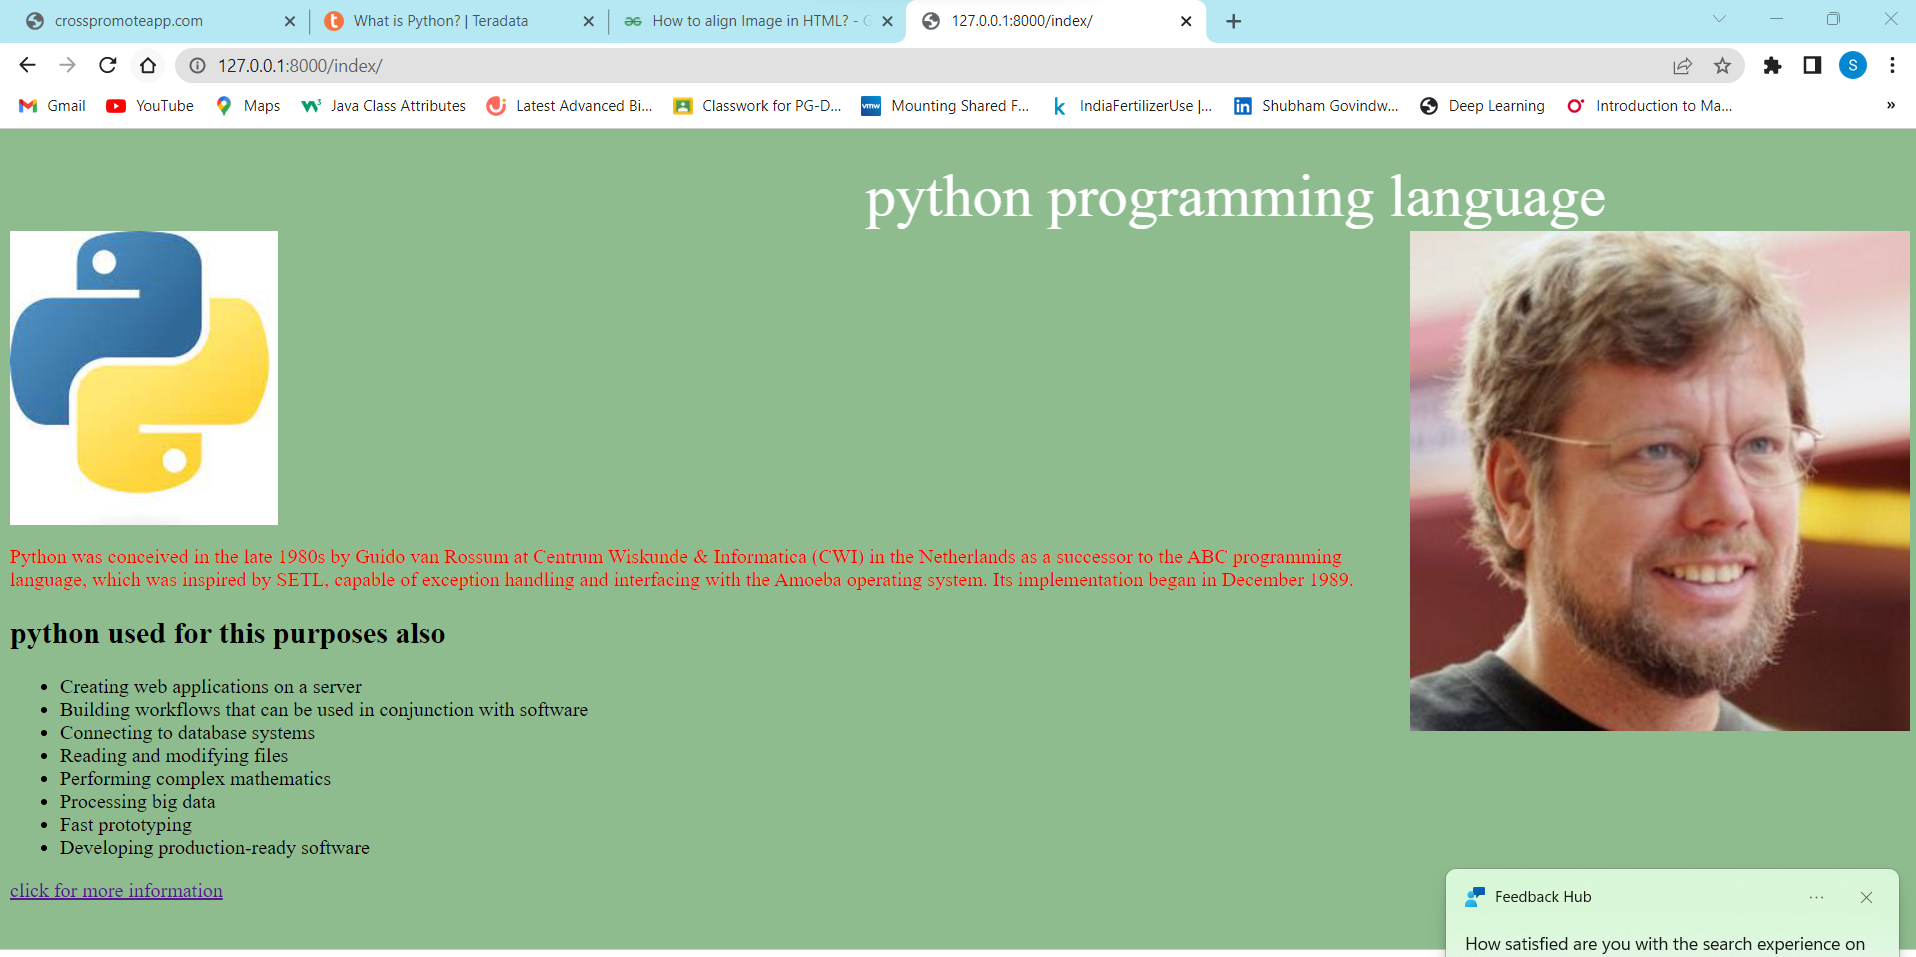 crosspromoteapp.com
What is Python? | Teradata
How to align Image in HTML? - G
127.0.0.1:8000/index/
127.0.0.1:8000/index/
S
Gmail
YouTube
Maps
Java Class Attributes
Latest Advanced Bi...
Classwork for PG-D...
vmw
Mounting Shared F...
IndiaFertilizerUse |...
Shubham Govindw...
Deep Learning
Introduction to Ma...
»
python programming language
Python was conceived in the late 1980s by Guido van Rossum at Centrum Wiskunde & Informatica (CWI) in the Netherlands as a successor to the ABC programming
language, which was inspired by SETL, capable of exception handling and interfacing with the Amoeba operating system. Its implementation began in December 1989.
python used for this purposes also
• Creating web applications on a server
• Building workflows that can be used in conjunction with software
• Connecting to database systems
• Reading and modifying files
• Performing complex mathematics
• Processing big data
• Fast prototyping
• Developing production-ready software
click for more information
Feedback Hub
How satisfied are you with the search experience on